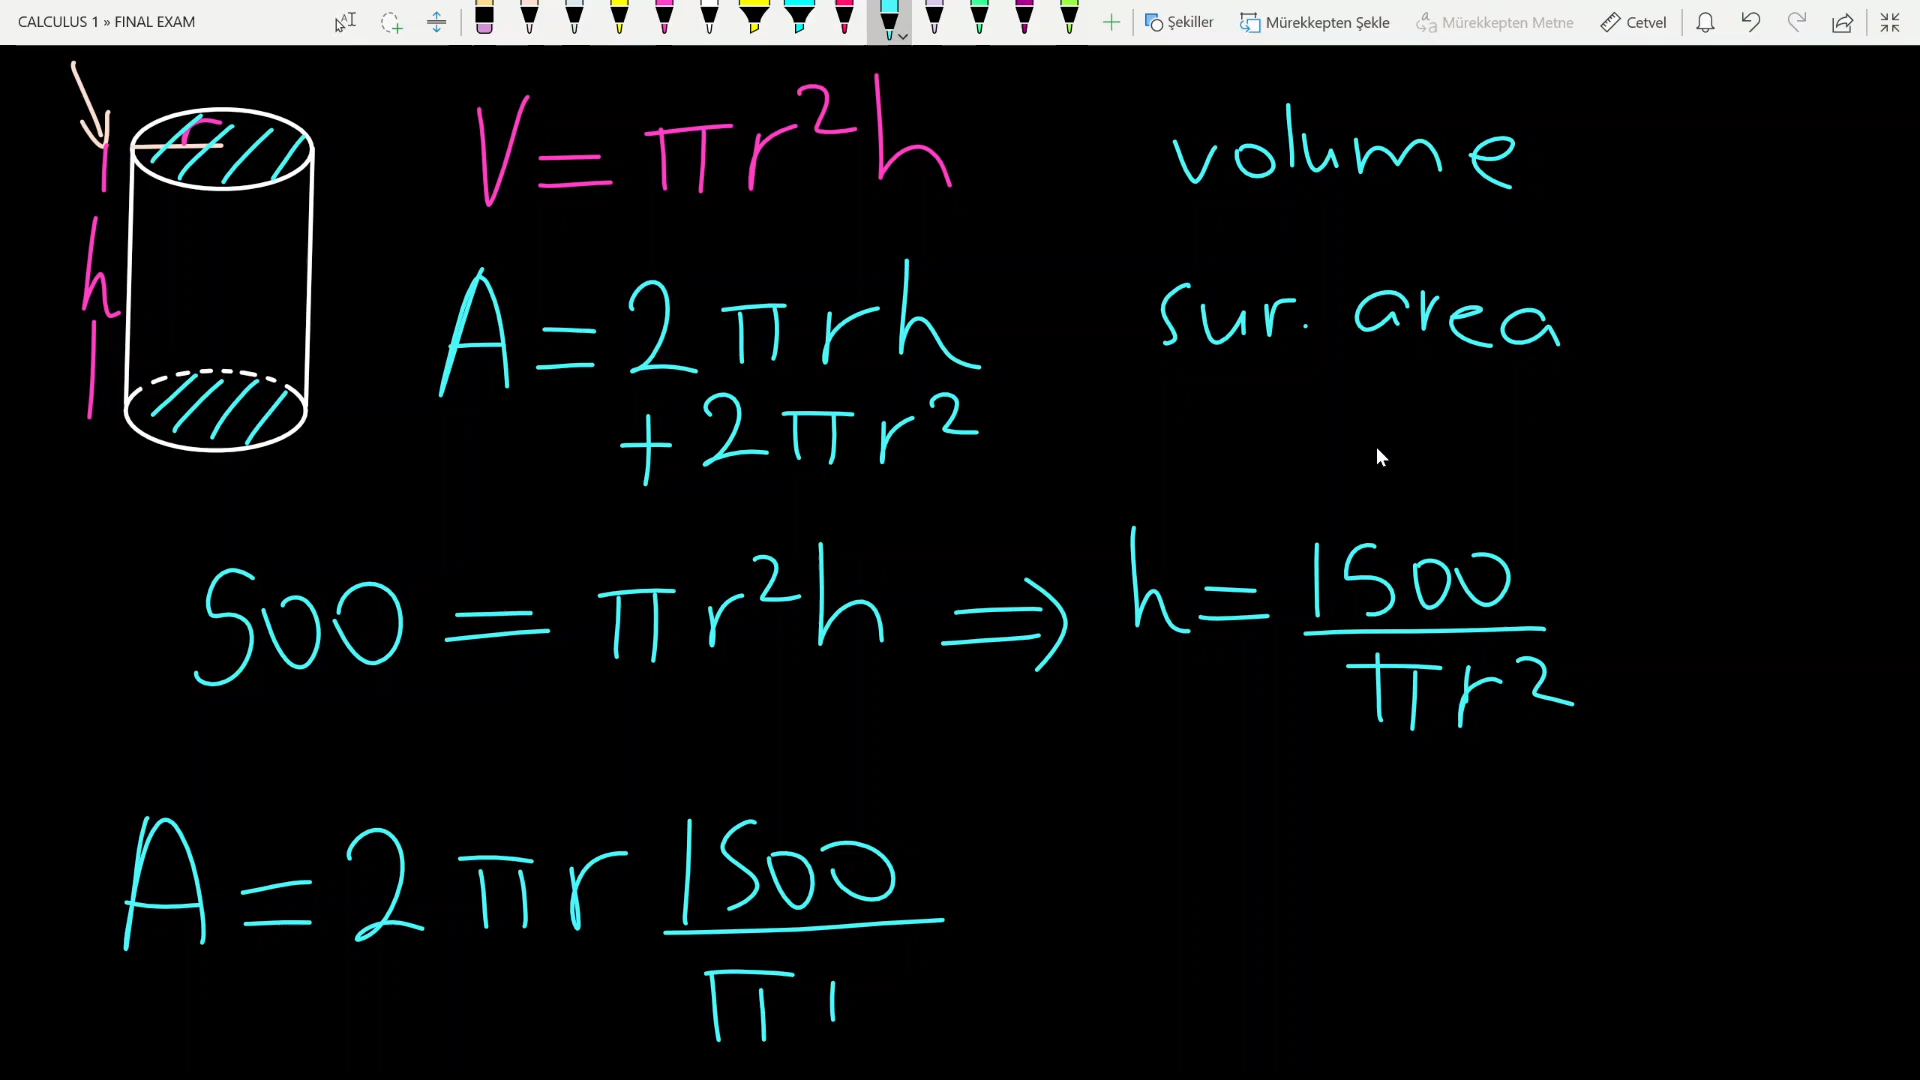 CALCULUS 1 » FINAL EXAM
Şekiller
Mürekkepten Şekle
Mürekkepten Metne
Cetvel
r
h
V = πr²h
volume
A = 2πrh
sur. area
+ 2πr²
500 = πr²h ⇒ h = 1500
πr²
A = 2πr 1500
π